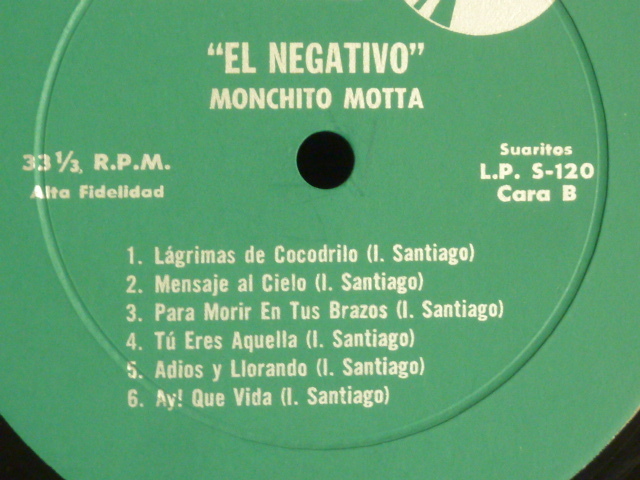 “EL NEGATIVO”
MONCHITO MOTTA
33 1/3, R.P.M.
Alta Fidelidad
Suaritos
L.P. S-120
Cara B
1. Lágrimas de Cocodrilo (I. Santiago)
2. Mensaje al Cielo (I. Santiago)
3. Para Morir En Tus Brazos (I. Santiago)
4. Tú Eres Aquella (I. Santiago)
5. Adios y Llorando (I. Santiago)
6. Ay! Que Vida (I. Santiago)